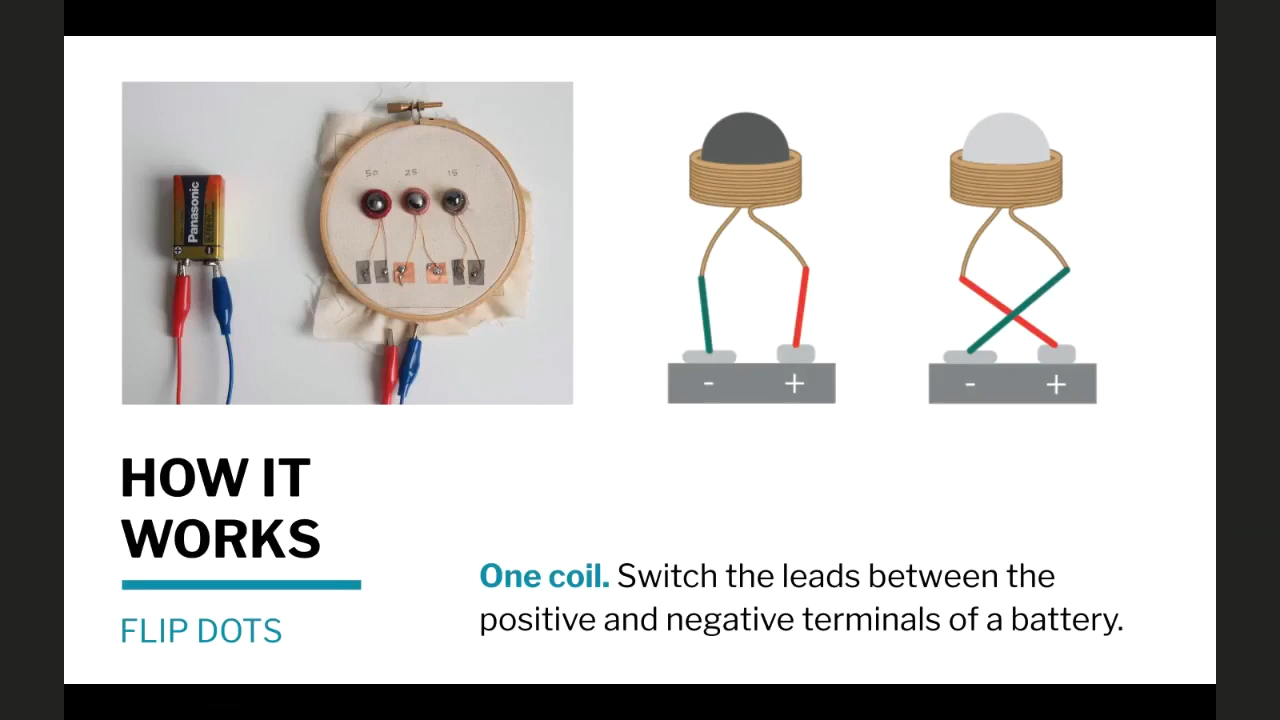 Panasonic
50 25 15
- +
- +
HOW IT
WORKS
FLIP DOTS
One coil. Switch the leads between the
positive and negative terminals of a battery.